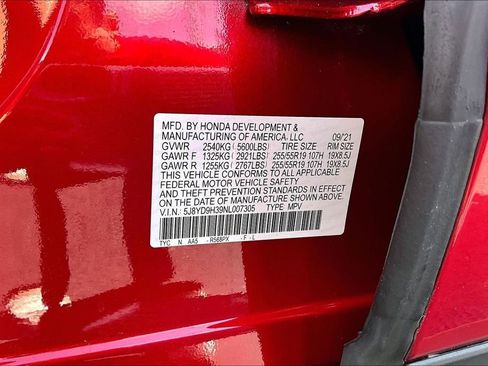 MFD. BY HONDA DEVELOPMENT &
MANUFACTURING OF AMERICA, LLC 09/21
GVWR 2540KG (5600LBS) TIRE SIZE RIM SIZE
GAWR F 1325KG (2921LBS) 255/55R19 107H 19X8.5J
GAWR R 1255KG (2767LBS) 255/55R19 107H 19X8.5J
THIS VEHICLE CONFORMS TO ALL APPLICABLE
FEDERAL MOTOR VEHICLE SAFETY
AND THEFT PREVENTION STANDARDS IN EFFECT
ON THE DATE OF MANUFACTURE SHOWN ABOVE.
V.I.N.: 5J8YD9H39NL007305 TYPE: MPV
TYC N AA5 - R568PX - F - L